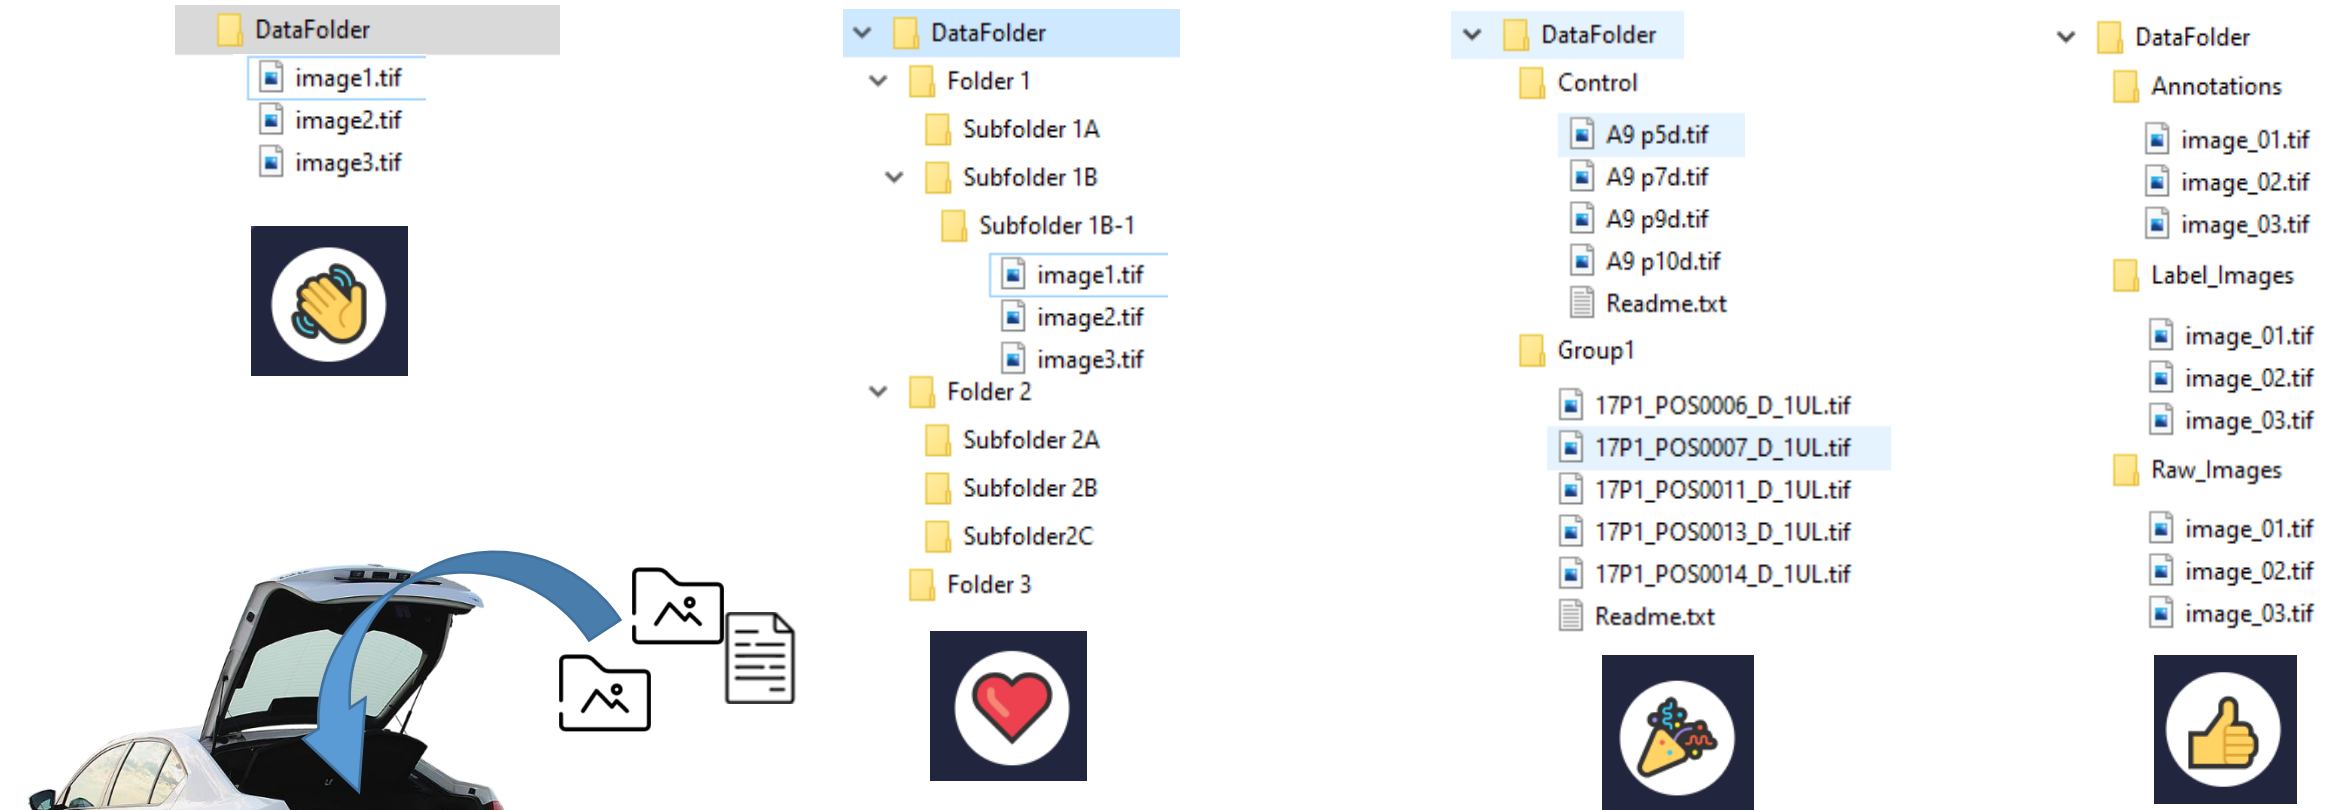 DataFolder
image1.tif
image2.tif
image3.tif
DataFolder
Folder 1
Subfolder 1A
Subfolder 1B
Subfolder 1B-1
image1.tif
image2.tif
image3.tif
Folder 2
Subfolder 2A
Subfolder 2B
Subfolder2C
Folder 3
DataFolder
Control
A9 p5d.tif
A9 p7d.tif
A9 p9d.tif
A9 p10d.tif
Readme.txt
Group1
17P1_POS0006_D_1UL.tif
17P1_POS0007_D_1UL.tif
17P1_POS0011_D_1UL.tif
17P1_POS0013_D_1UL.tif
17P1_POS0014_D_1UL.tif
Readme.txt
DataFolder
Annotations
image_01.tif
image_02.tif
image_03.tif
Label_Images
image_01.tif
image_02.tif
image_03.tif
Raw_Images
image_01.tif
image_02.tif
image_03.tif